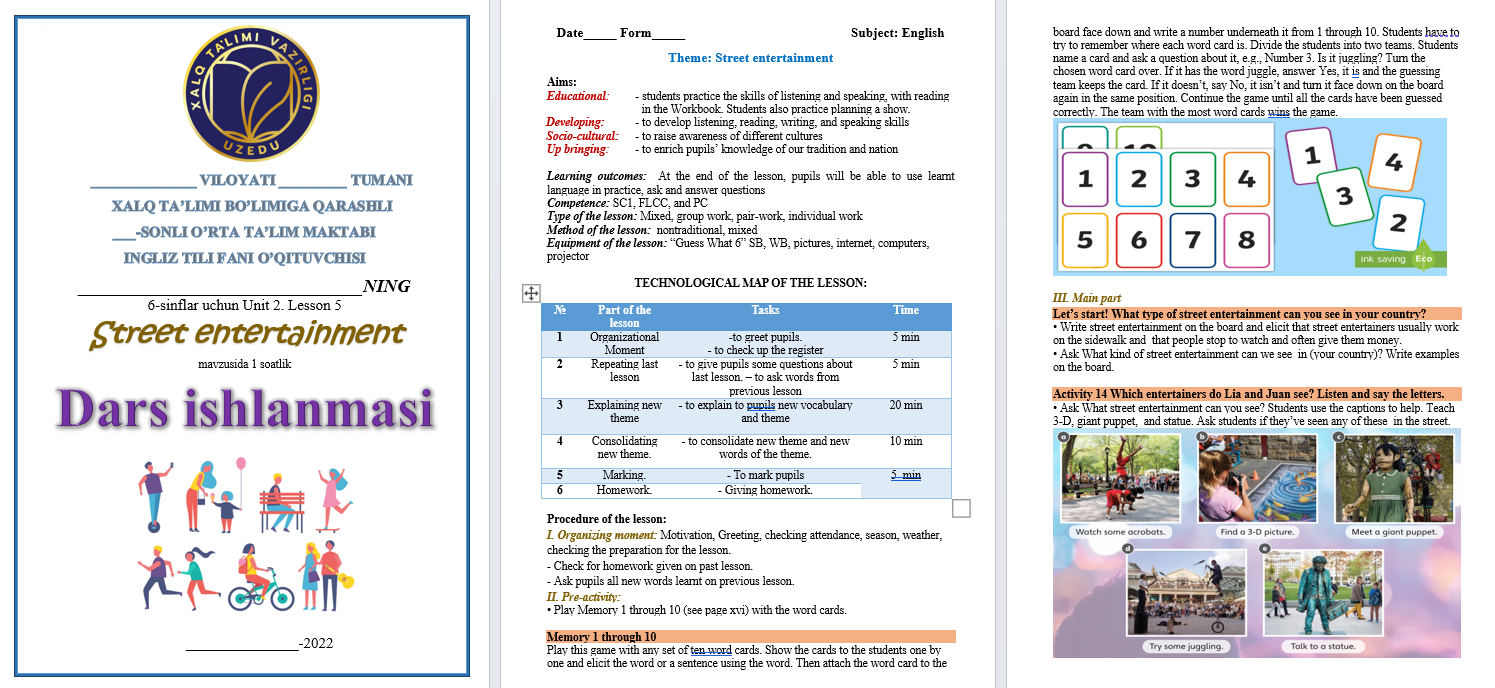 XALQ TA'LIMI VAZIRLIGI
UZEDU
________________ VILOYATI __________ TUMANI
XALQ TA’LIMI BO’LIMIGA QARASHLI
___-SONLI O’RTA TA’LIM MAKTABI
INGLIZ TILI FANI O’QITUVCHISI
______________________________NING
6-sinflar uchun Unit 2. Lesson 5
Street entertainment
mavzusida 1 soatlik
Dars ishlanmasi
________________-2022
Date_____ Form_____ Subject: English
Theme: Street entertainment
Aims:
Educational: - students practice the skills of listening and speaking, with reading
in the Workbook. Students also practice planning a show.
Developing: - to develop listening, reading, writing, and speaking skills
Socio-cultural: - to raise awareness of different cultures
Up bringing: - to enrich pupils’ knowledge of our tradition and nation
Learning outcomes: At the end of the lesson, pupils will be able to use learnt
language in practice, ask and answer questions
Competence: SC1, FLCC, and PC
Type of the lesson: Mixed, group work, pair-work, individual work
Method of the lesson: nontraditional, mixed
Equipment of the lesson: “Guess What 6” SB, WB, pictures, internet, computers,
projector
TECHNOLOGICAL MAP OF THE LESSON:
№ Part of the lesson Tasks Time
1 Organizational Moment -to greet pupils. - to check up the register 5 min
2 Repeating last lesson - to give pupils some questions about last lesson. – to ask words from previous lesson 5 min
3 Explaining new theme - to explain to pupils new vocabulary and theme 20 min
4 Consolidating new theme. - to consolidate new theme and new words of the theme. 10 min
5 Marking. - To mark pupils 5 min
6 Homework. - Giving homework.
Procedure of the lesson:
I. Organizing moment: Motivation, Greeting, checking attendance, season, weather,
checking the preparation for the lesson.
- Check for homework given on past lesson.
- Ask pupils all new words learnt on previous lesson.
II. Pre-activity:
• Play Memory 1 through 10 (see page xvi) with the word cards.
Memory 1 through 10
Play this game with any set of ten word cards. Show the cards to the students one by
one and elicit the word or a sentence using the word. Then attach the word card to the
board face down and write a number underneath it from 1 through 10. Students have to
try to remember where each word card is. Divide the students into two teams. Students
name a card and ask a question about it, e.g., Number 3. Is it juggling? Turn the
chosen word card over. If it has the word juggle, answer Yes, it is and the guessing
team keeps the card. If it doesn’t, say No, it isn’t and turn it face down on the board
again in the same position. Continue the game until all the cards have been guessed
correctly. The team with the most word cards wins the game.
9 10
1 2 3 4
5 6 7 8
1 4
3
2
ink saving Eco
III. Main part
Let’s start! What type of street entertainment can you see in your country?
• Write street entertainment on the board and elicit that street entertainers usually work
on the sidewalk and that people stop to watch and often give them money.
• Ask What kind of street entertainment can we see in (your country)? Write examples
on the board.
Activity 14 Which entertainers do Lia and Juan see? Listen and say the letters.
• Ask What street entertainment can you see? Students use the captions to help. Teach
3-D, giant puppet, and statue. Ask students if they’ve seen any of these in the street.
a b c
Watch some acrobats. Find a 3-D picture. Meet a giant puppet.
d e
Try some juggling. Talk to a statue.